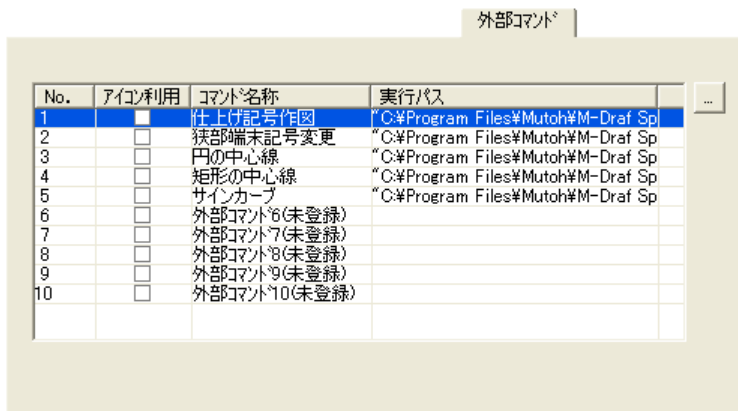 外部ｺﾏﾝﾄﾞ
No. ｱｲｺﾝ利用 ｺﾏﾝﾄﾞ名称 実行パス ...
1 仕上げ記号作図 "C:¥Program Files¥Mutoh¥M-Draf Sp
2 狭部端末記号変更 "C:¥Program Files¥Mutoh¥M-Draf Sp
3 円の中心線 "C:¥Program Files¥Mutoh¥M-Draf Sp
4 矩形の中心線 "C:¥Program Files¥Mutoh¥M-Draf Sp
5 サインカーブ "C:¥Program Files¥Mutoh¥M-Draf Sp
6 外部ｺﾏﾝﾄﾞ6(未登録)
7 外部ｺﾏﾝﾄﾞ7(未登録)
8 外部ｺﾏﾝﾄﾞ8(未登録)
9 外部ｺﾏﾝﾄﾞ9(未登録)
10 外部ｺﾏﾝﾄﾞ10(未登録)